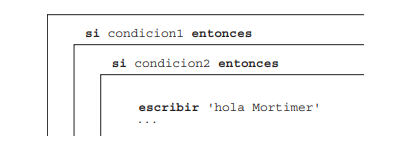 si condicion1 entonces
si condicion2 entonces
escribir 'hola Mortimer'
...